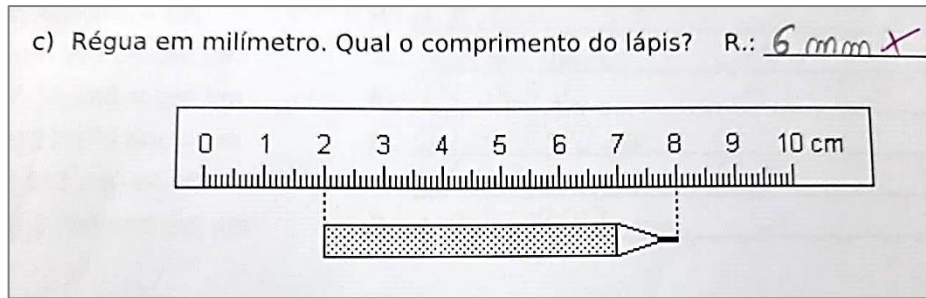 c) Régua em milímetro. Qual o comprimento do lápis? R.: 6 mm X
0 1 2 3 4 5 6 7 8 9 10 cm